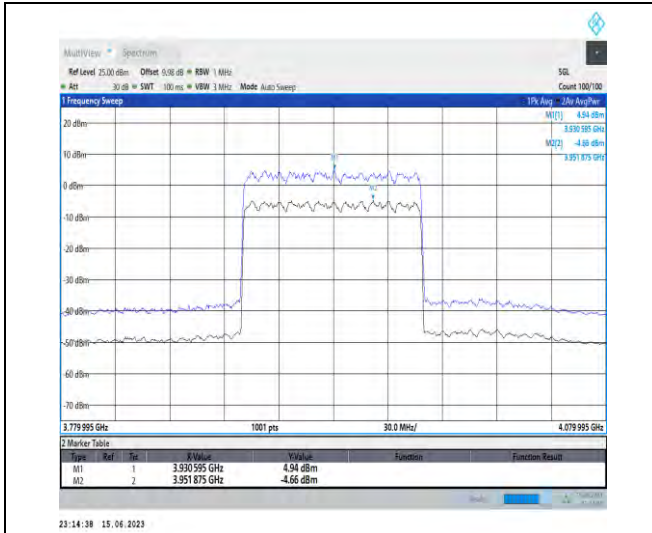 MultiView Spectrum
Ref Level 25.00 dBm Offset 9.98 dB RBW 1 MHz SGL
Att 30 dB SWT 100 ms VBW 3 MHz Mode Auto Sweep Count 100/100
1 Frequency Sweep 1Pk Avg 2Av AvgPwr
M1[1] 4.94 dBm
3.930 595 GHz
M2[2] -4.66 dBm
3.951 875 GHz
20 dBm
10 dBm
M1
0 dBm
M2
-10 dBm
-20 dBm
-30 dBm
-40 dBm
-50 dBm
-60 dBm
-70 dBm
3.779 995 GHz 1001 pts 30.0 MHz/ 4.079 995 GHz
2 Marker Table
Type Ref Trc X-Value Y-Value Function Function Result
M1 1 3.930 595 GHz 4.94 dBm
M2 2 3.951 875 GHz -4.66 dBm
23:14:38 15.06.2023